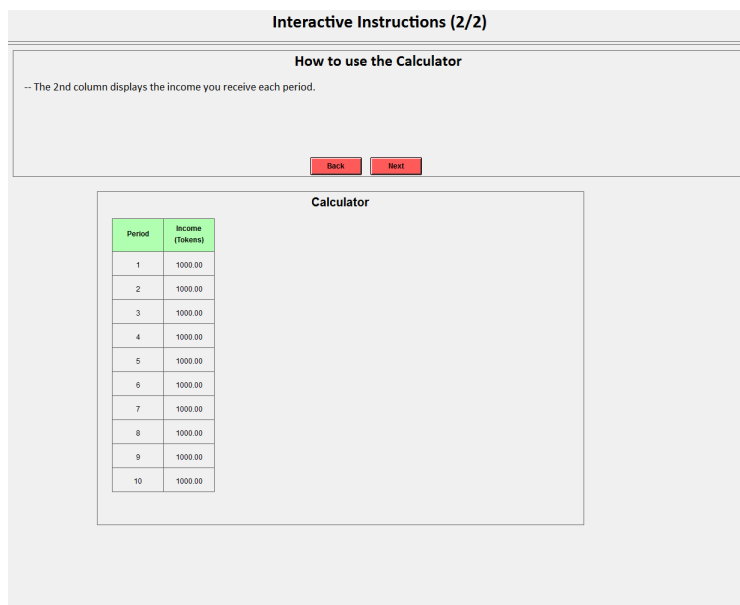 Interactive Instructions (2/2)
How to use the Calculator
-- The 2nd column displays the income you receive each period.
Back Next
Calculator
Period Income (Tokens)
1 1000.00
2 1000.00
3 1000.00
4 1000.00
5 1000.00
6 1000.00
7 1000.00
8 1000.00
9 1000.00
10 1000.00